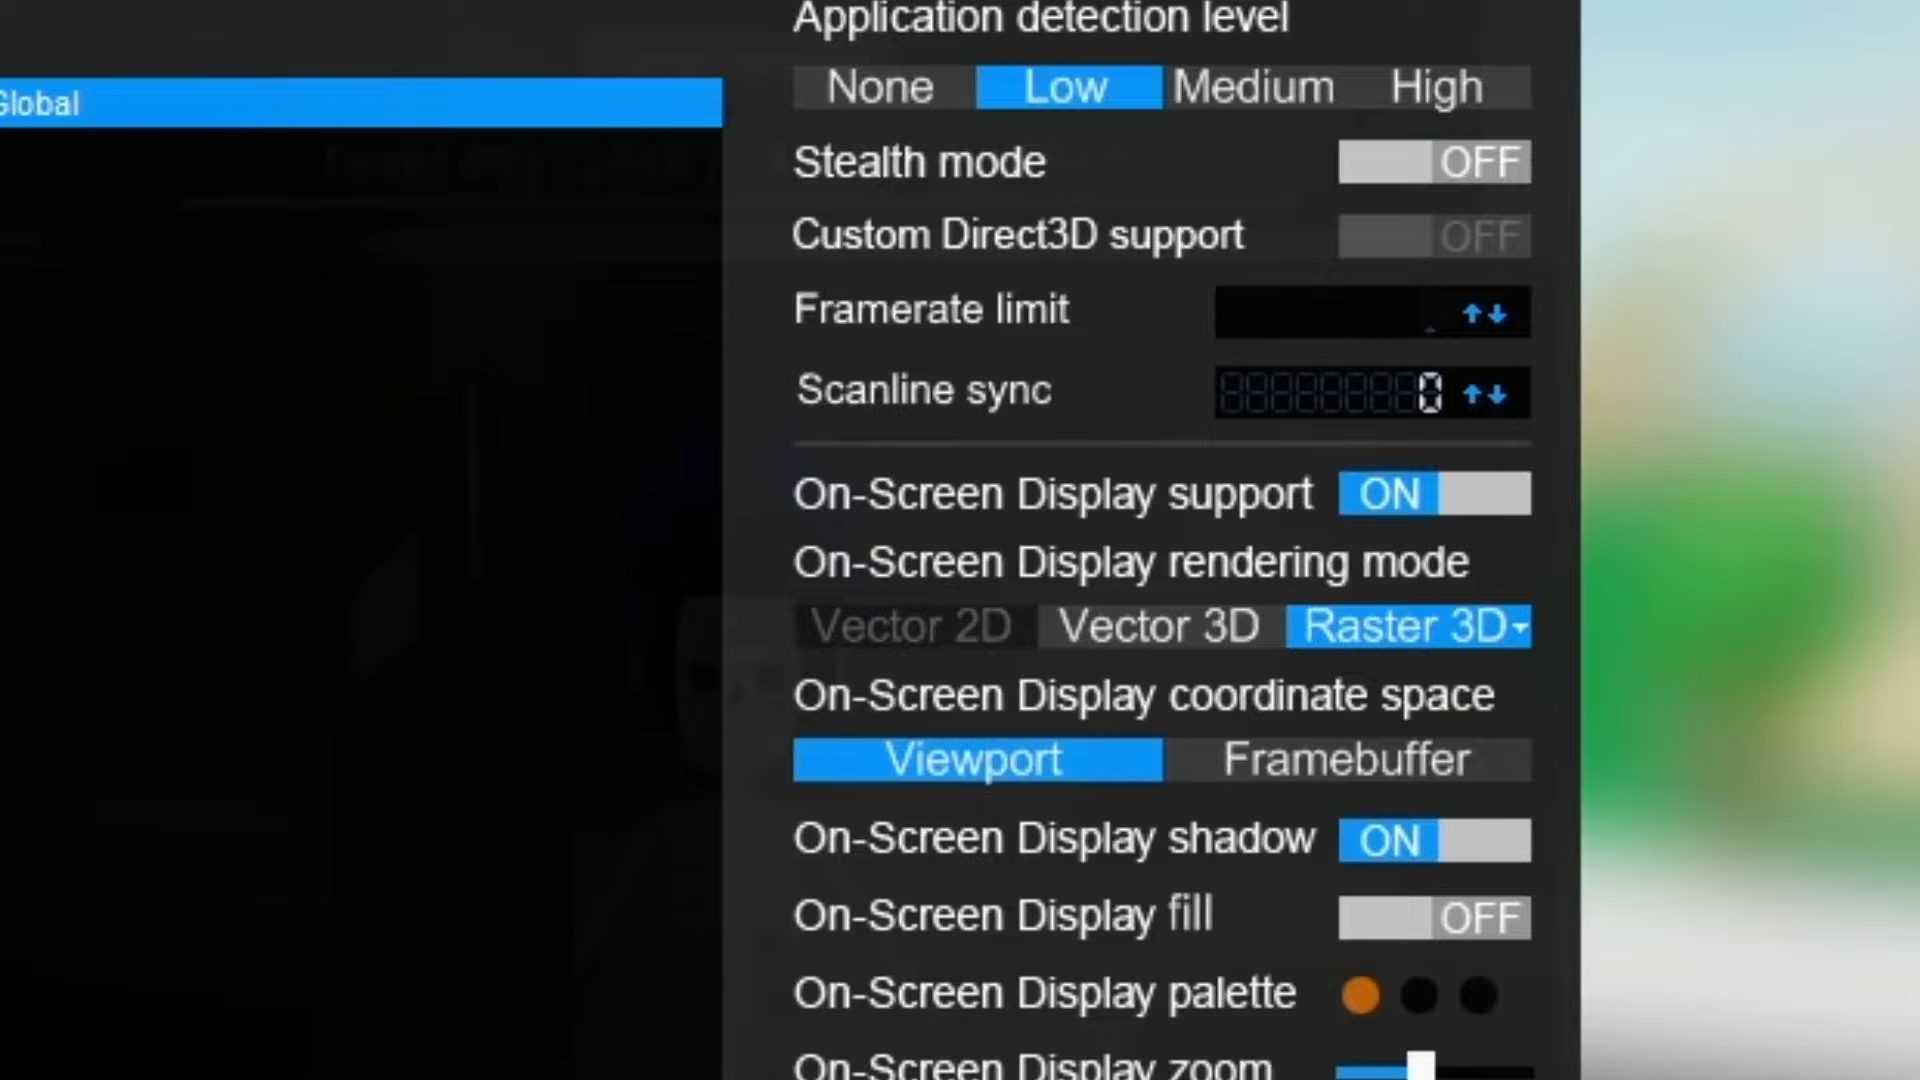 Application detection level
Global
None Low Medium High
Stealth mode OFF
Custom Direct3D support OFF
Framerate limit
Scanline sync 0
On-Screen Display support ON
On-Screen Display rendering mode
Vector 2D Vector 3D Raster 3D
On-Screen Display coordinate space
Viewport Framebuffer
On-Screen Display shadow ON
On-Screen Display fill OFF
On-Screen Display palette
On-Screen Display zoom